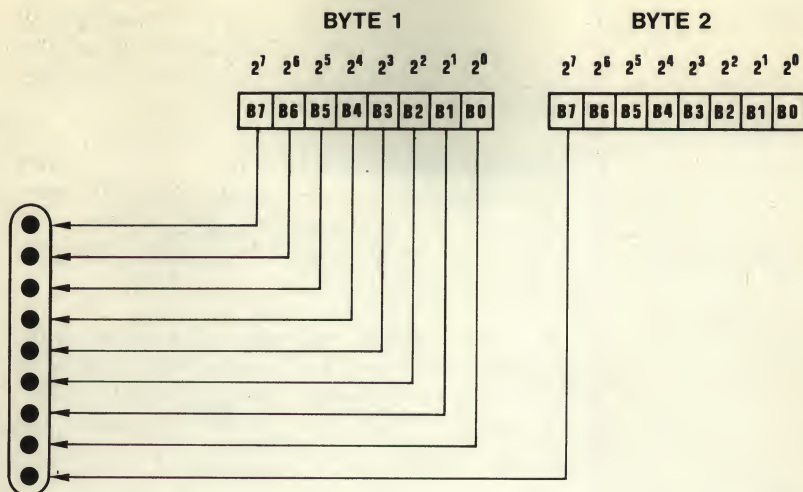 BYTE 1 BYTE 2
2⁷ 2⁶ 2⁵ 2⁴ 2³ 2² 2¹ 2⁰ 2⁷ 2⁶ 2⁵ 2⁴ 2³ 2² 2¹ 2⁰
B7 B6 B5 B4 B3 B2 B1 B0 B7 B6 B5 B4 B3 B2 B1 B0